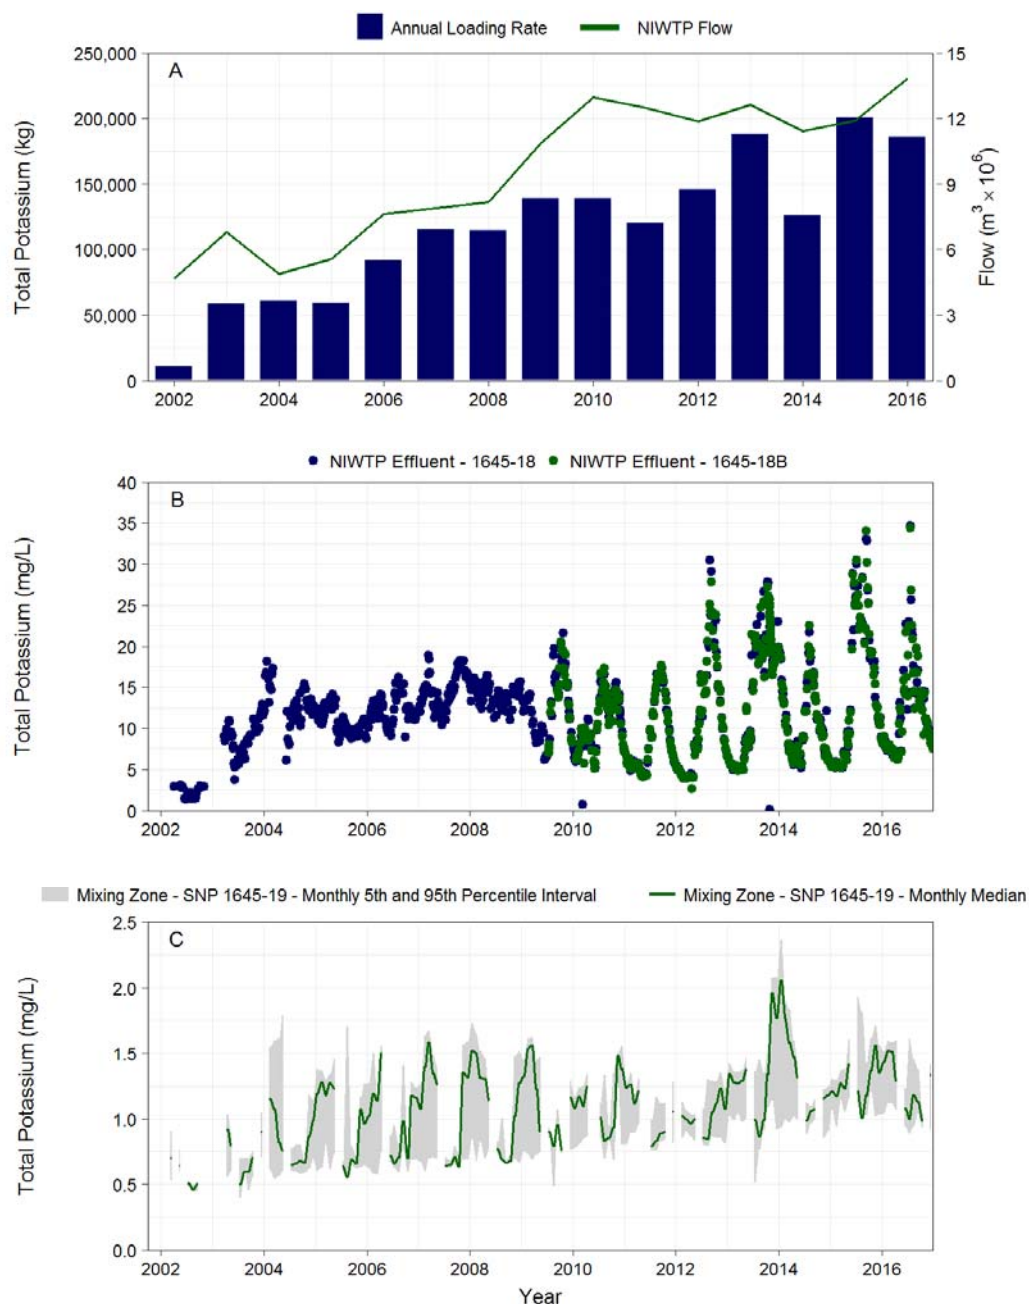 Annual Loading Rate NIWTP Flow
A
250,000
200,000
150,000
100,000
50,000
0
Total Potassium (kg)
15
12
9
6
3
0
Flow (m³ × 10⁶)
2002 2004 2006 2008 2010 2012 2014 2016
NIWTP Effluent - 1645-18 NIWTP Effluent - 1645-18B
B
40
35
30
25
20
15
10
5
0
Total Potassium (mg/L)
2002 2004 2006 2008 2010 2012 2014 2016
Mixing Zone - SNP 1645-19 - Monthly 5th and 95th Percentile Interval Mixing Zone - SNP 1645-19 - Monthly Median
C
2.5
2.0
1.5
1.0
0.5
0.0
Total Potassium (mg/L)
2002 2004 2006 2008 2010 2012 2014 2016
Year